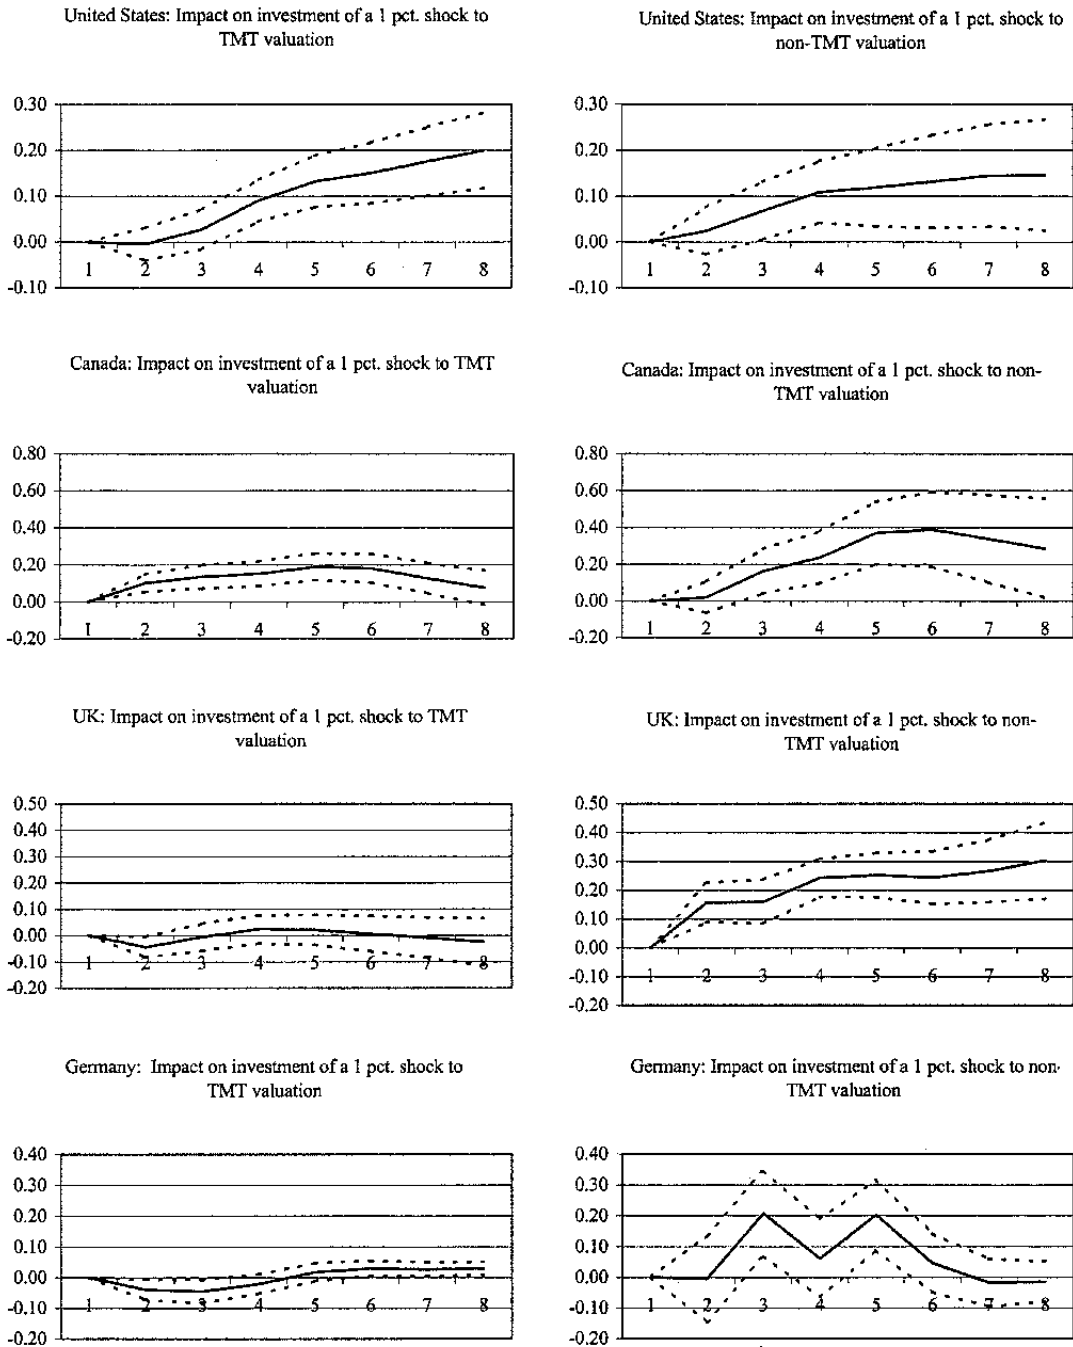 United States: Impact on investment of a 1 pct. shock to
TMT valuation
0.30
0.20
0.10
0.00
-0.10
1 2 3 4 5 6 7 8
United States: Impact on investment of a 1 pct. shock to
non-TMT valuation
0.30
0.20
0.10
0.00
-0.10
1 2 3 4 5 6 7 8
Canada: Impact on investment of a 1 pct. shock to TMT
valuation
0.80
0.60
0.40
0.20
0.00
-0.20
1 2 3 4 5 6 7 8
Canada: Impact on investment of a 1 pct. shock to non-
TMT valuation
0.80
0.60
0.40
0.20
0.00
-0.20
1 2 3 4 5 6 7 8
UK: Impact on investment of a 1 pct. shock to TMT
valuation
0.50
0.40
0.30
0.20
0.10
0.00
-0.10
-0.20
1 2 3 4 5 6 7 8
UK: Impact on investment of a 1 pct. shock to non-
TMT valuation
0.50
0.40
0.30
0.20
0.10
0.00
-0.10
-0.20
1 2 3 4 5 6 7 8
Germany: Impact on investment of a 1 pct. shock to
TMT valuation
0.40
0.30
0.20
0.10
0.00
-0.10
-0.20
1 2 3 4 5 6 7 8
Germany: Impact on investment of a 1 pct. shock to non-
TMT valuation
0.40
0.30
0.20
0.10
0.00
-0.10
-0.20
1 2 3 4 5 6 7 8